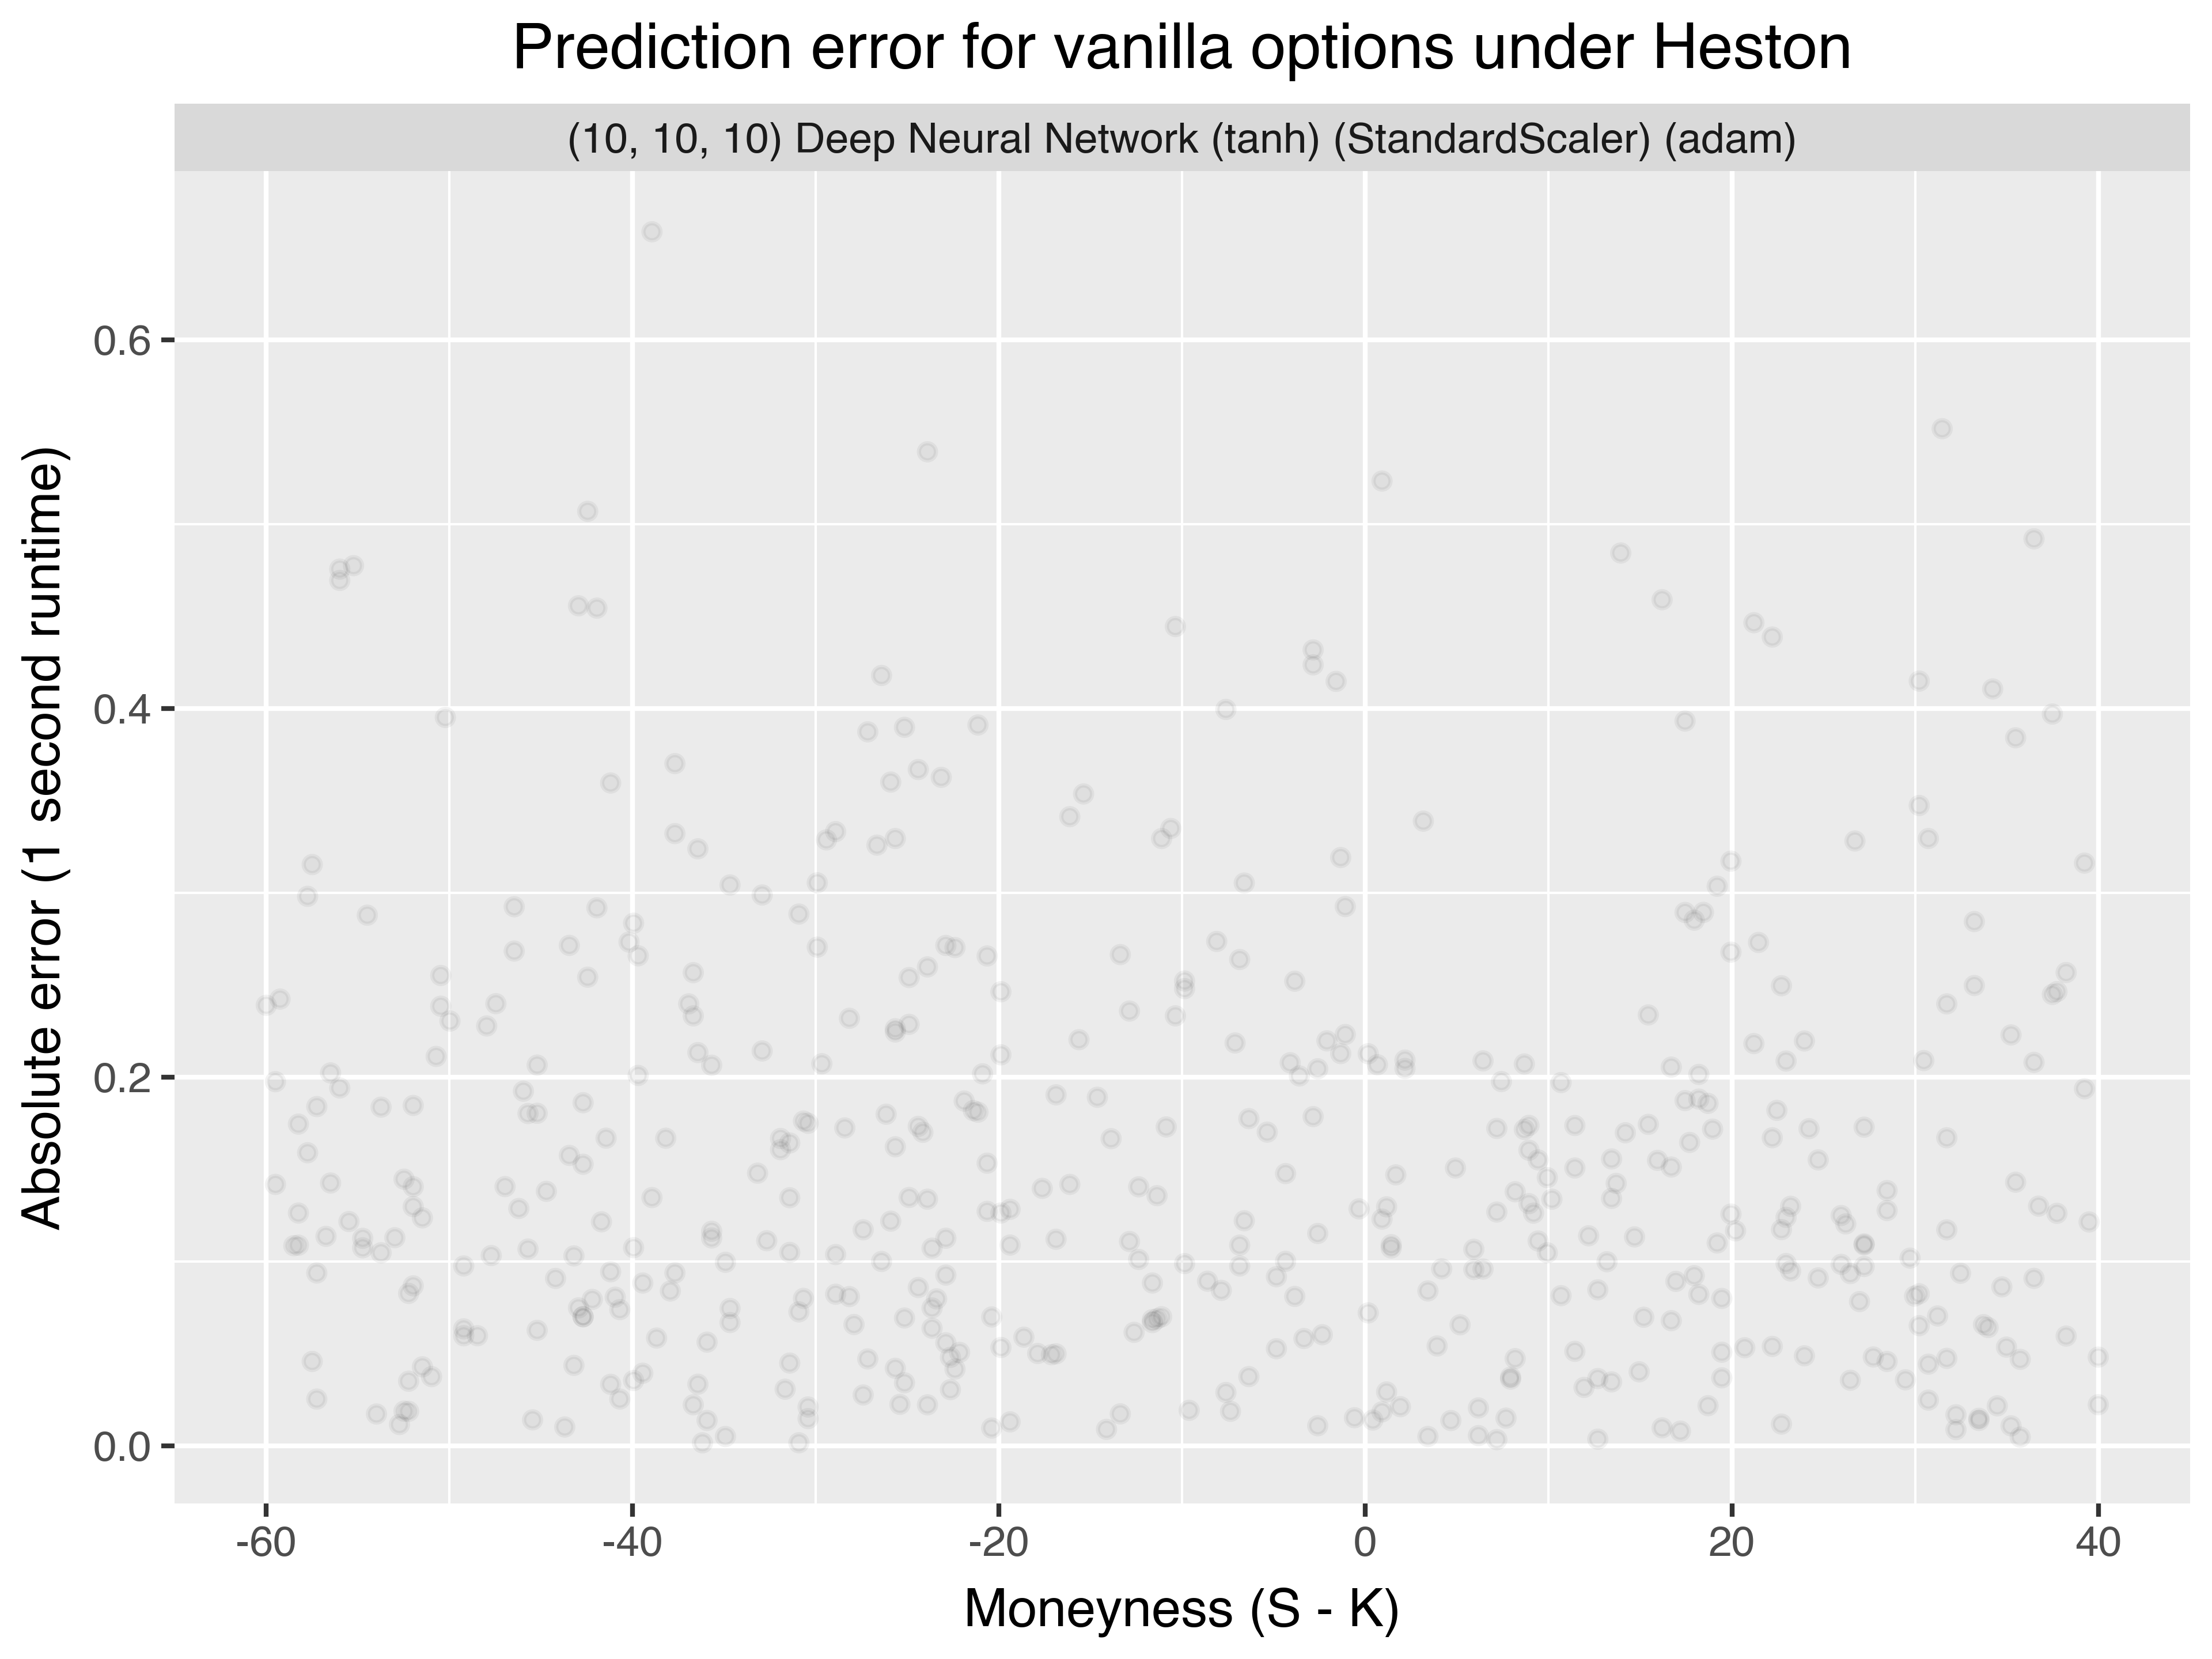 Prediction error for vanilla options under Heston
(10, 10, 10) Deep Neural Network (tanh) (StandardScaler) (adam)
Absolute error (1 second runtime)
0.6
0.4
0.2
0.0
-60 -40 -20 0 20 40
Moneyness (S - K)